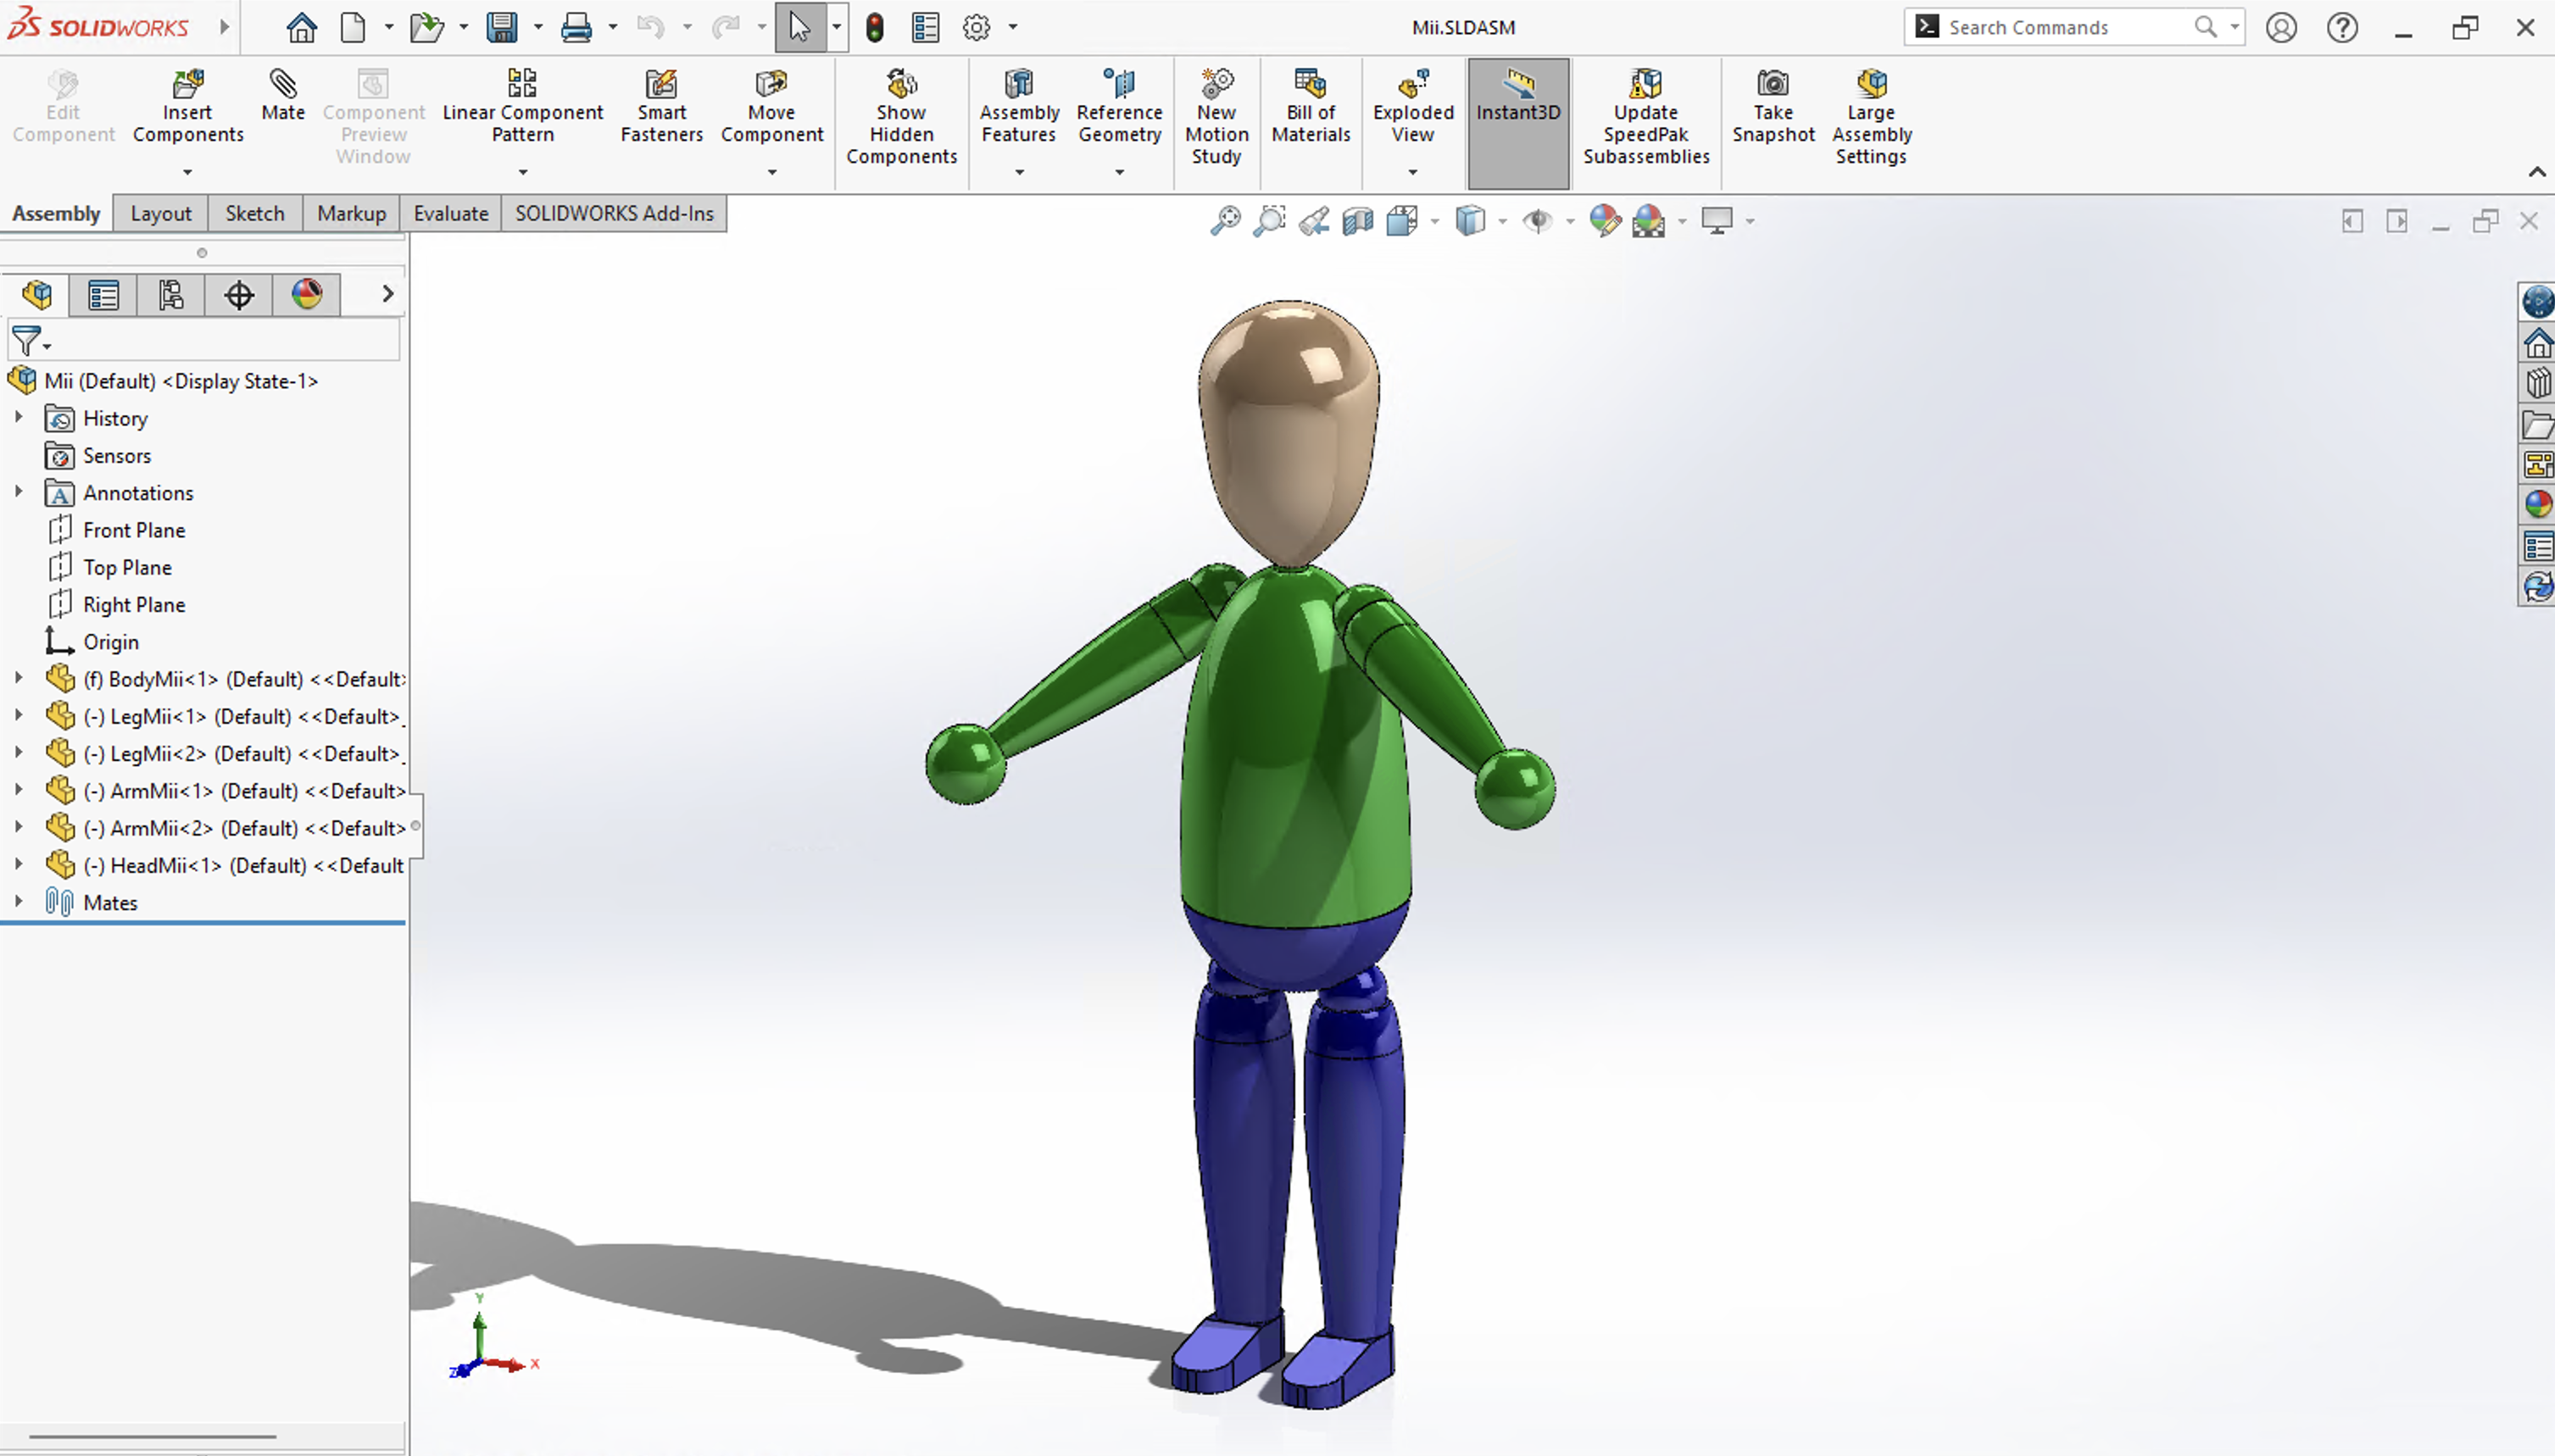 SOLIDWORKS
Mii.SLDASM
Search Commands
Edit
Component
Insert
Components
Mate
Component
Preview
Window
Linear Component
Pattern
Smart
Fasteners
Move
Component
Show
Hidden
Components
Assembly
Features
Reference
Geometry
New
Motion
Study
Bill of
Materials
Exploded
View
Instant3D
Update
SpeedPak
Subassemblies
Take
Snapshot
Large
Assembly
Settings
Assembly
Layout
Sketch
Markup
Evaluate
SOLIDWORKS Add-Ins
Mii (Default) <Display State-1>
History
Sensors
Annotations
Front Plane
Top Plane
Right Plane
Origin
(f) BodyMii<1> (Default) <<Default>
(-) LegMii<1> (Default) <<Default>_
(-) LegMii<2> (Default) <<Default>_
(-) ArmMii<1> (Default) <<Default>
(-) ArmMii<2> (Default) <<Default>
(-) HeadMii<1> (Default) <<Default
Mates
Y
Z
X